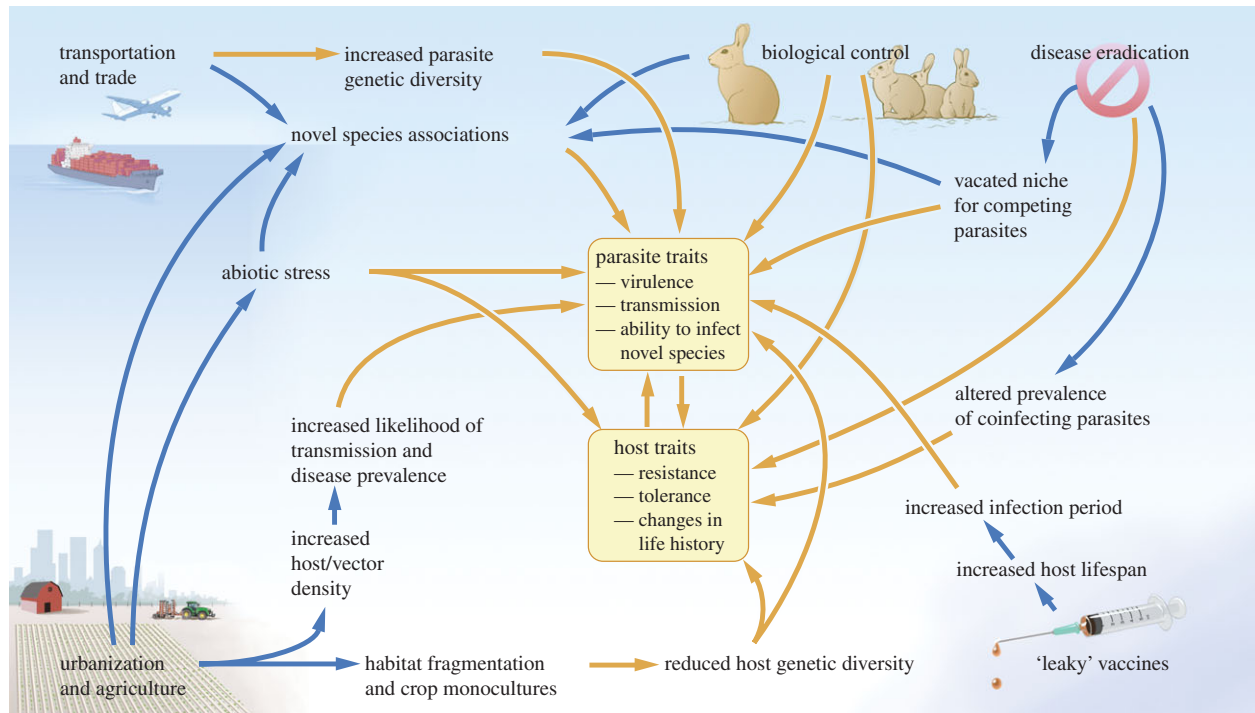 transportation
and trade
increased parasite
genetic diversity
biological control
disease eradication
novel species associations
vacated niche
for competing
parasites
abiotic stress
parasite traits
— virulence
— transmission
— ability to infect
novel species
altered prevalence
of coinfecting parasites
increased likelihood of
transmission and
disease prevalence
host traits
— resistance
— tolerance
— changes in
life history
increased infection period
increased
host/vector
density
increased host lifespan
urbanization
and agriculture
habitat fragmentation
and crop monocultures
reduced host genetic diversity
‘leaky’ vaccines